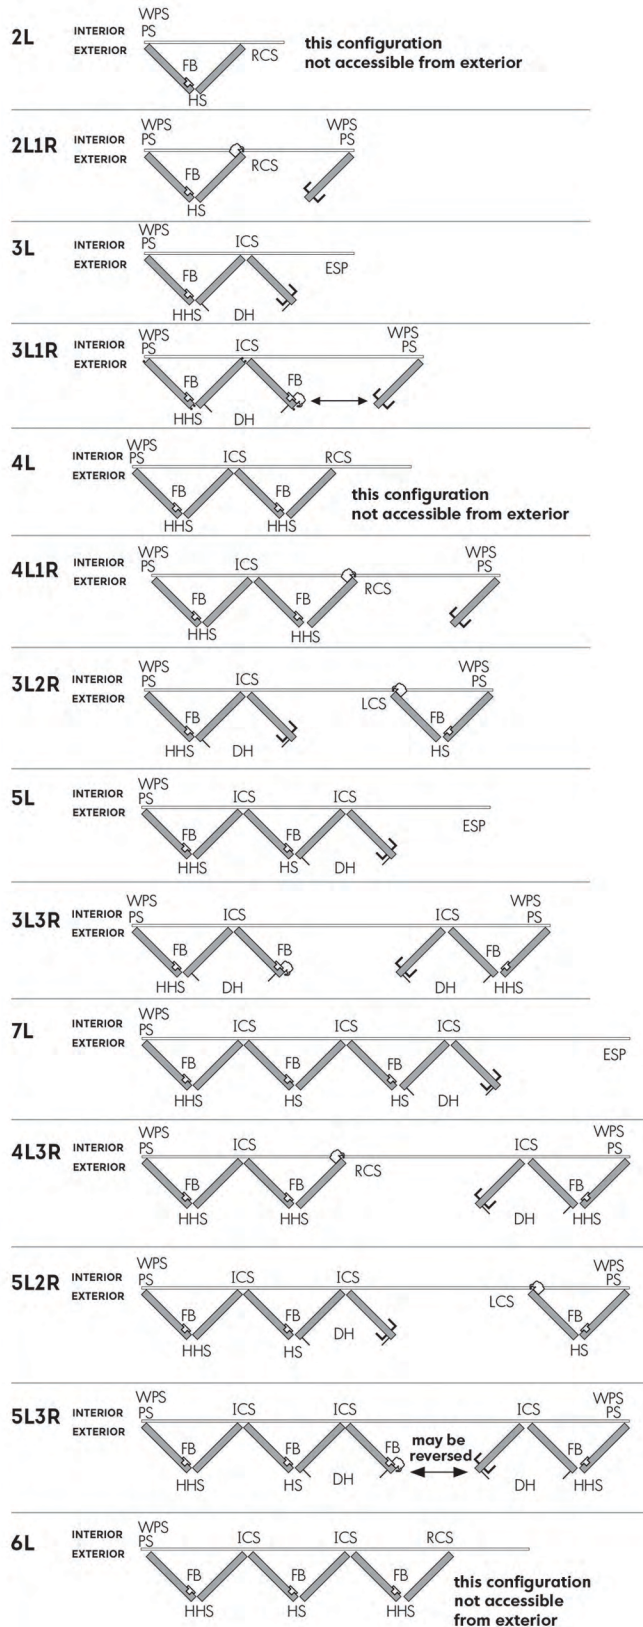 WPS
2L INTERIOR PS
EXTERIOR FB RCS
this configuration
not accessible from exterior
HS
WPS WPS
2L1R INTERIOR PS PS
EXTERIOR FB RCS
HS
WPS ICS
3L INTERIOR PS
EXTERIOR FB ESP
HHS DH
WPS ICS WPS
3L1R INTERIOR PS PS
EXTERIOR FB FB
HHS DH
WPS
4L INTERIOR PS ICS RCS
EXTERIOR FB FB
this configuration
not accessible from exterior
HHS HHS
WPS ICS WPS
4L1R INTERIOR PS PS
EXTERIOR FB FB RCS
HHS HHS
WPS ICS WPS
3L2R INTERIOR PS PS
EXTERIOR FB LCS FB
HHS DH HS
WPS
5L INTERIOR PS ICS ICS
EXTERIOR FB FB ESP
HHS HS DH
WPS WPS
3L3R INTERIOR PS ICS ICS PS
EXTERIOR FB FB FB
HHS DH DH HHS
WPS
7L INTERIOR PS ICS ICS ICS
EXTERIOR FB FB FB ESP
HHS HS HS DH
WPS WPS
4L3R INTERIOR PS ICS ICS PS
EXTERIOR FB FB RCS FB
HHS HHS DH HHS
WPS ICS ICS WPS
5L2R INTERIOR PS PS
EXTERIOR LCS
FB FB DH FB
HHS HS HS
WPS ICS ICS ICS WPS
5L3R INTERIOR PS PS
EXTERIOR
may be
reversed
FB FB FB FB
HHS HS DH DH HHS
WPS
6L INTERIOR PS ICS ICS RCS
EXTERIOR
FB FB FB
HHS HS HHS
this configuration
not accessible
from exterior